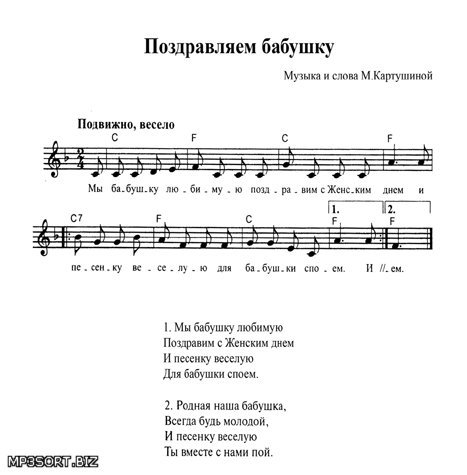 Поздравляем бабушку
Музыка и слова М.Картушиной
Подвижно, весело
C F C F
2/4
Мы ба-буш-ку лю - би - му-ю позд - ра-вим с Жен-ским днем и
C7 F C F 1. 2.
пе - сен-ку ве - се - лу-ю для ба - буш-ки спо - ем. И //- ем.
1. Мы бабушку любимую
Поздравим с Женским днем
И песенку веселую
Для бабушки споем.
2. Родная наша бабушка,
Всегда будь молодой,
И песенку веселую
Ты вместе с нами пой.
MP3SORT.BIZ